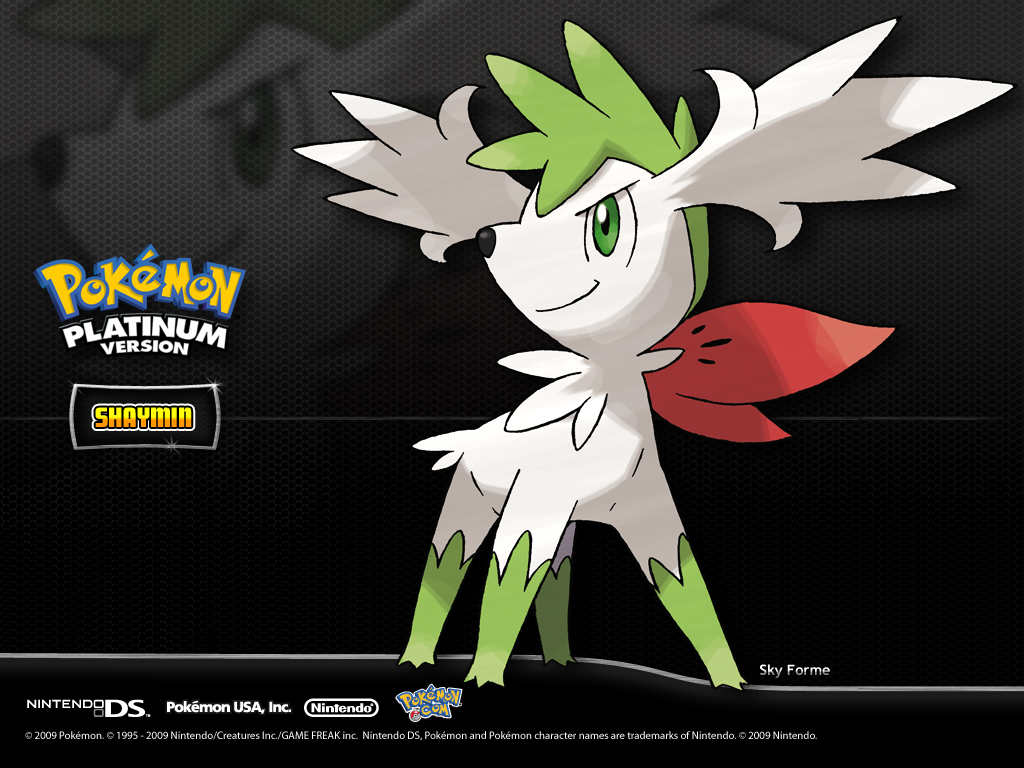 POKéMON
PLATINUM
VERSION
SHAYMIN
Sky Forme
NINTENDO DS™ Pokémon USA, Inc. Nintendo® POKéMON.COM
© 2009 Pokémon. © 1995 - 2009 Nintendo/Creatures Inc./GAME FREAK inc. Nintendo DS, Pokémon and Pokémon character names are trademarks of Nintendo. © 2009 Nintendo.